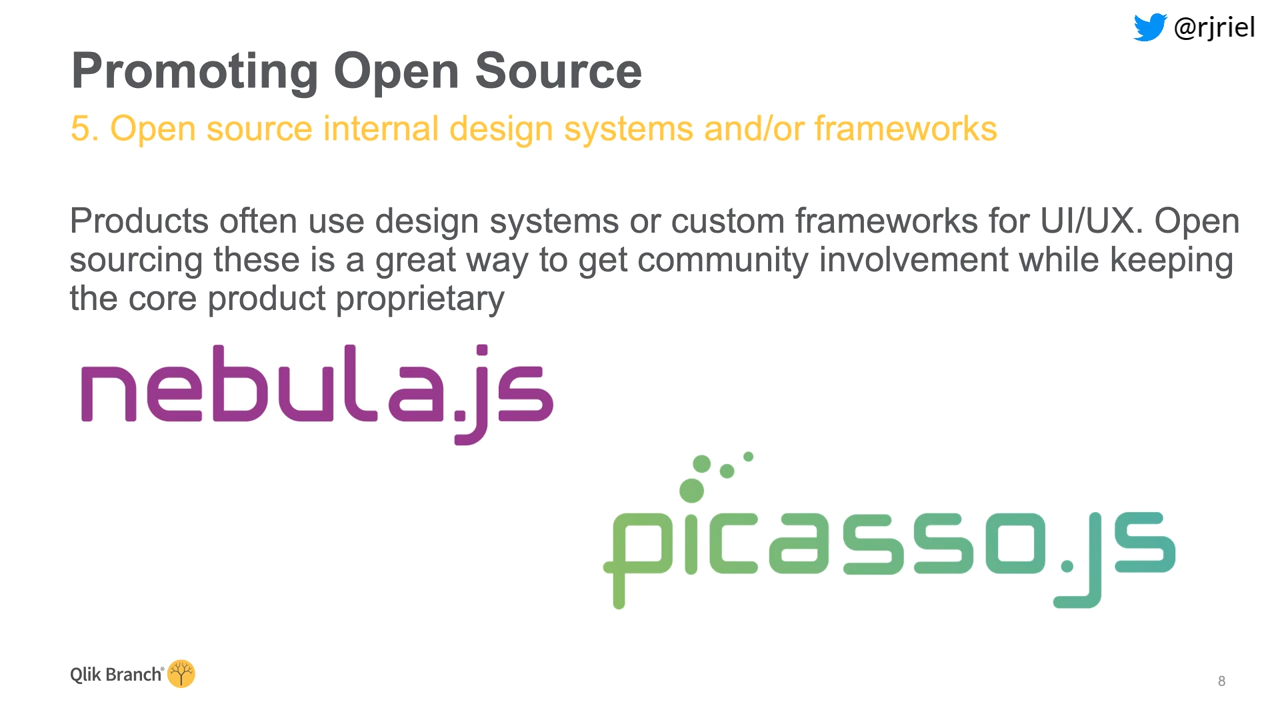 @rjriel
Promoting Open Source
5. Open source internal design systems and/or frameworks
Products often use design systems or custom frameworks for UI/UX. Open
sourcing these is a great way to get community involvement while keeping
the core product proprietary
nebula.js
picasso.js
Qlik Branch®
8